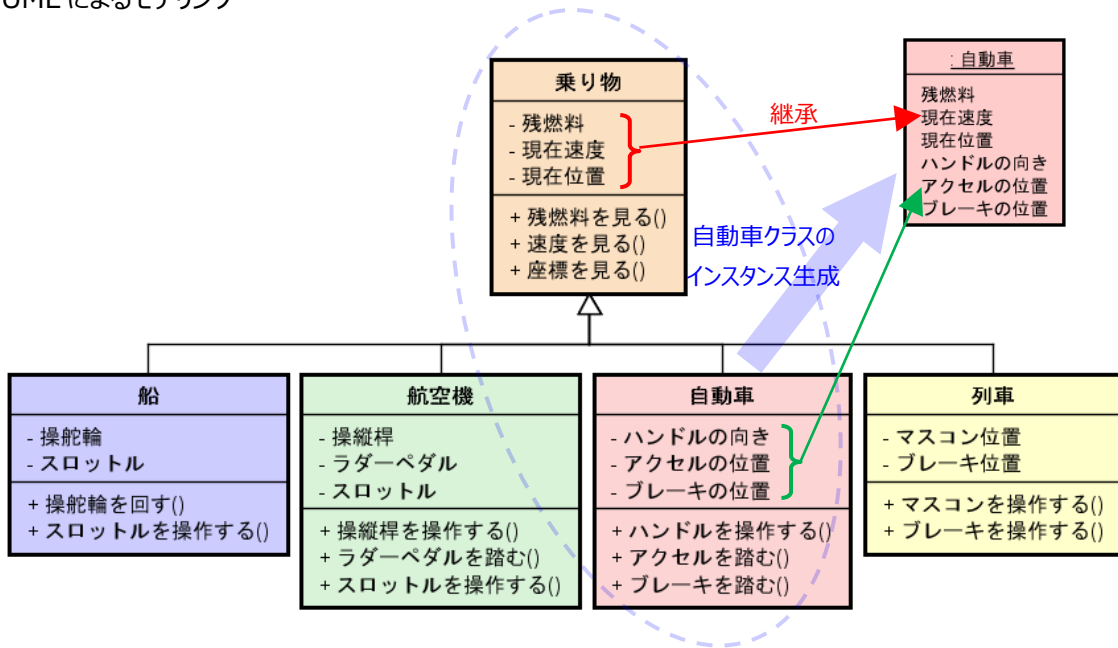 UMLによるモデリング
乗り物
- 残燃料
- 現在速度
- 現在位置
+ 残燃料を見る()
+ 速度を見る()
+ 座標を見る()
継承
: 自動車
残燃料
現在速度
現在位置
ハンドルの向き
アクセルの位置
ブレーキの位置
自動車クラスの
インスタンス生成
船
- 操舵輪
- スロットル
+ 操舵輪を回す()
+ スロットルを操作する()
航空機
- 操縦桿
- ラダーペダル
- スロットル
+ 操縦桿を操作する()
+ ラダーペダルを踏む()
+ スロットルを操作する()
自動車
- ハンドルの向き
- アクセルの位置
- ブレーキの位置
+ ハンドルを操作する()
+ アクセルを踏む()
+ ブレーキを踏む()
列車
- マスコン位置
- ブレーキ位置
+ マスコンを操作する()
+ ブレーキを操作する()